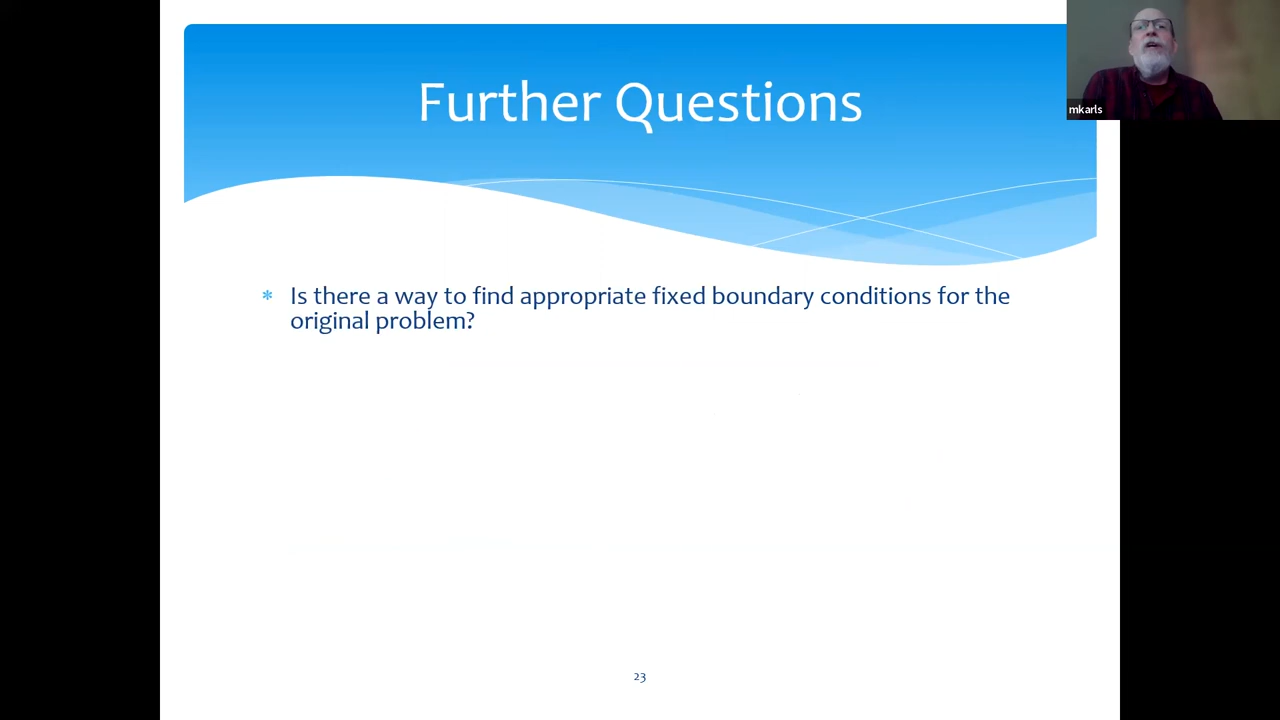 Further Questions
mkarls
* Is there a way to find appropriate fixed boundary conditions for the
original problem?
23